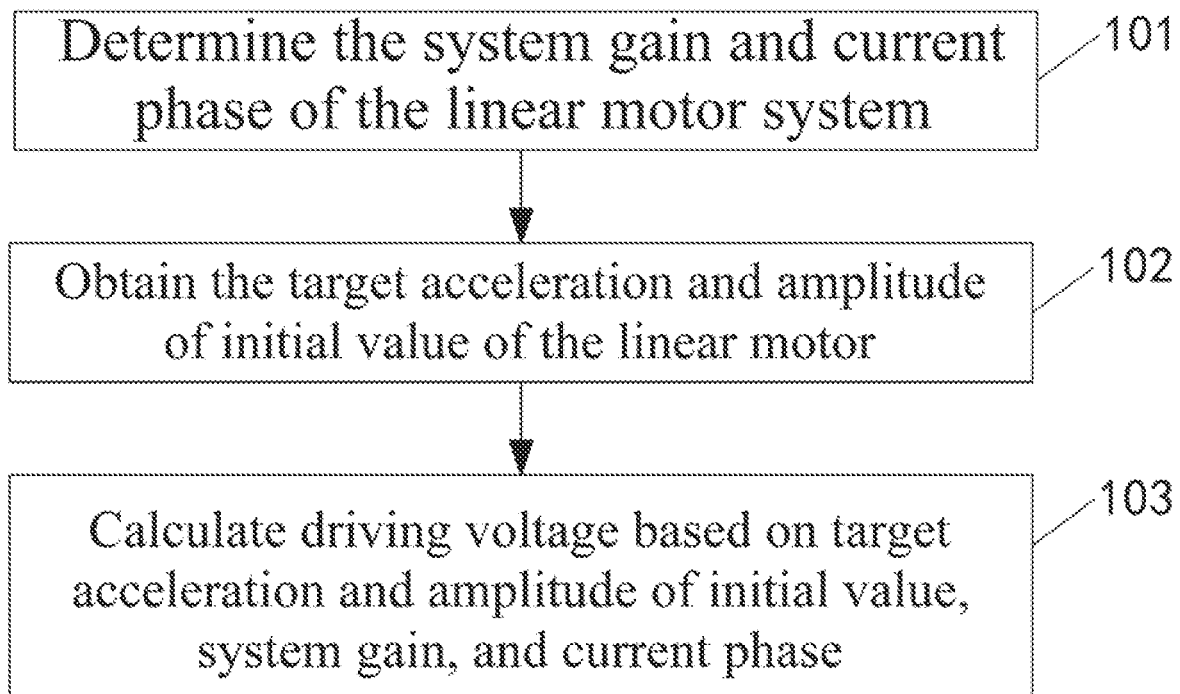 Determine the system gain and current
phase of the linear motor system
101
Obtain the target acceleration and amplitude
of initial value of the linear motor
102
Calculate driving voltage based on target
acceleration and amplitude of initial value,
system gain, and current phase
103